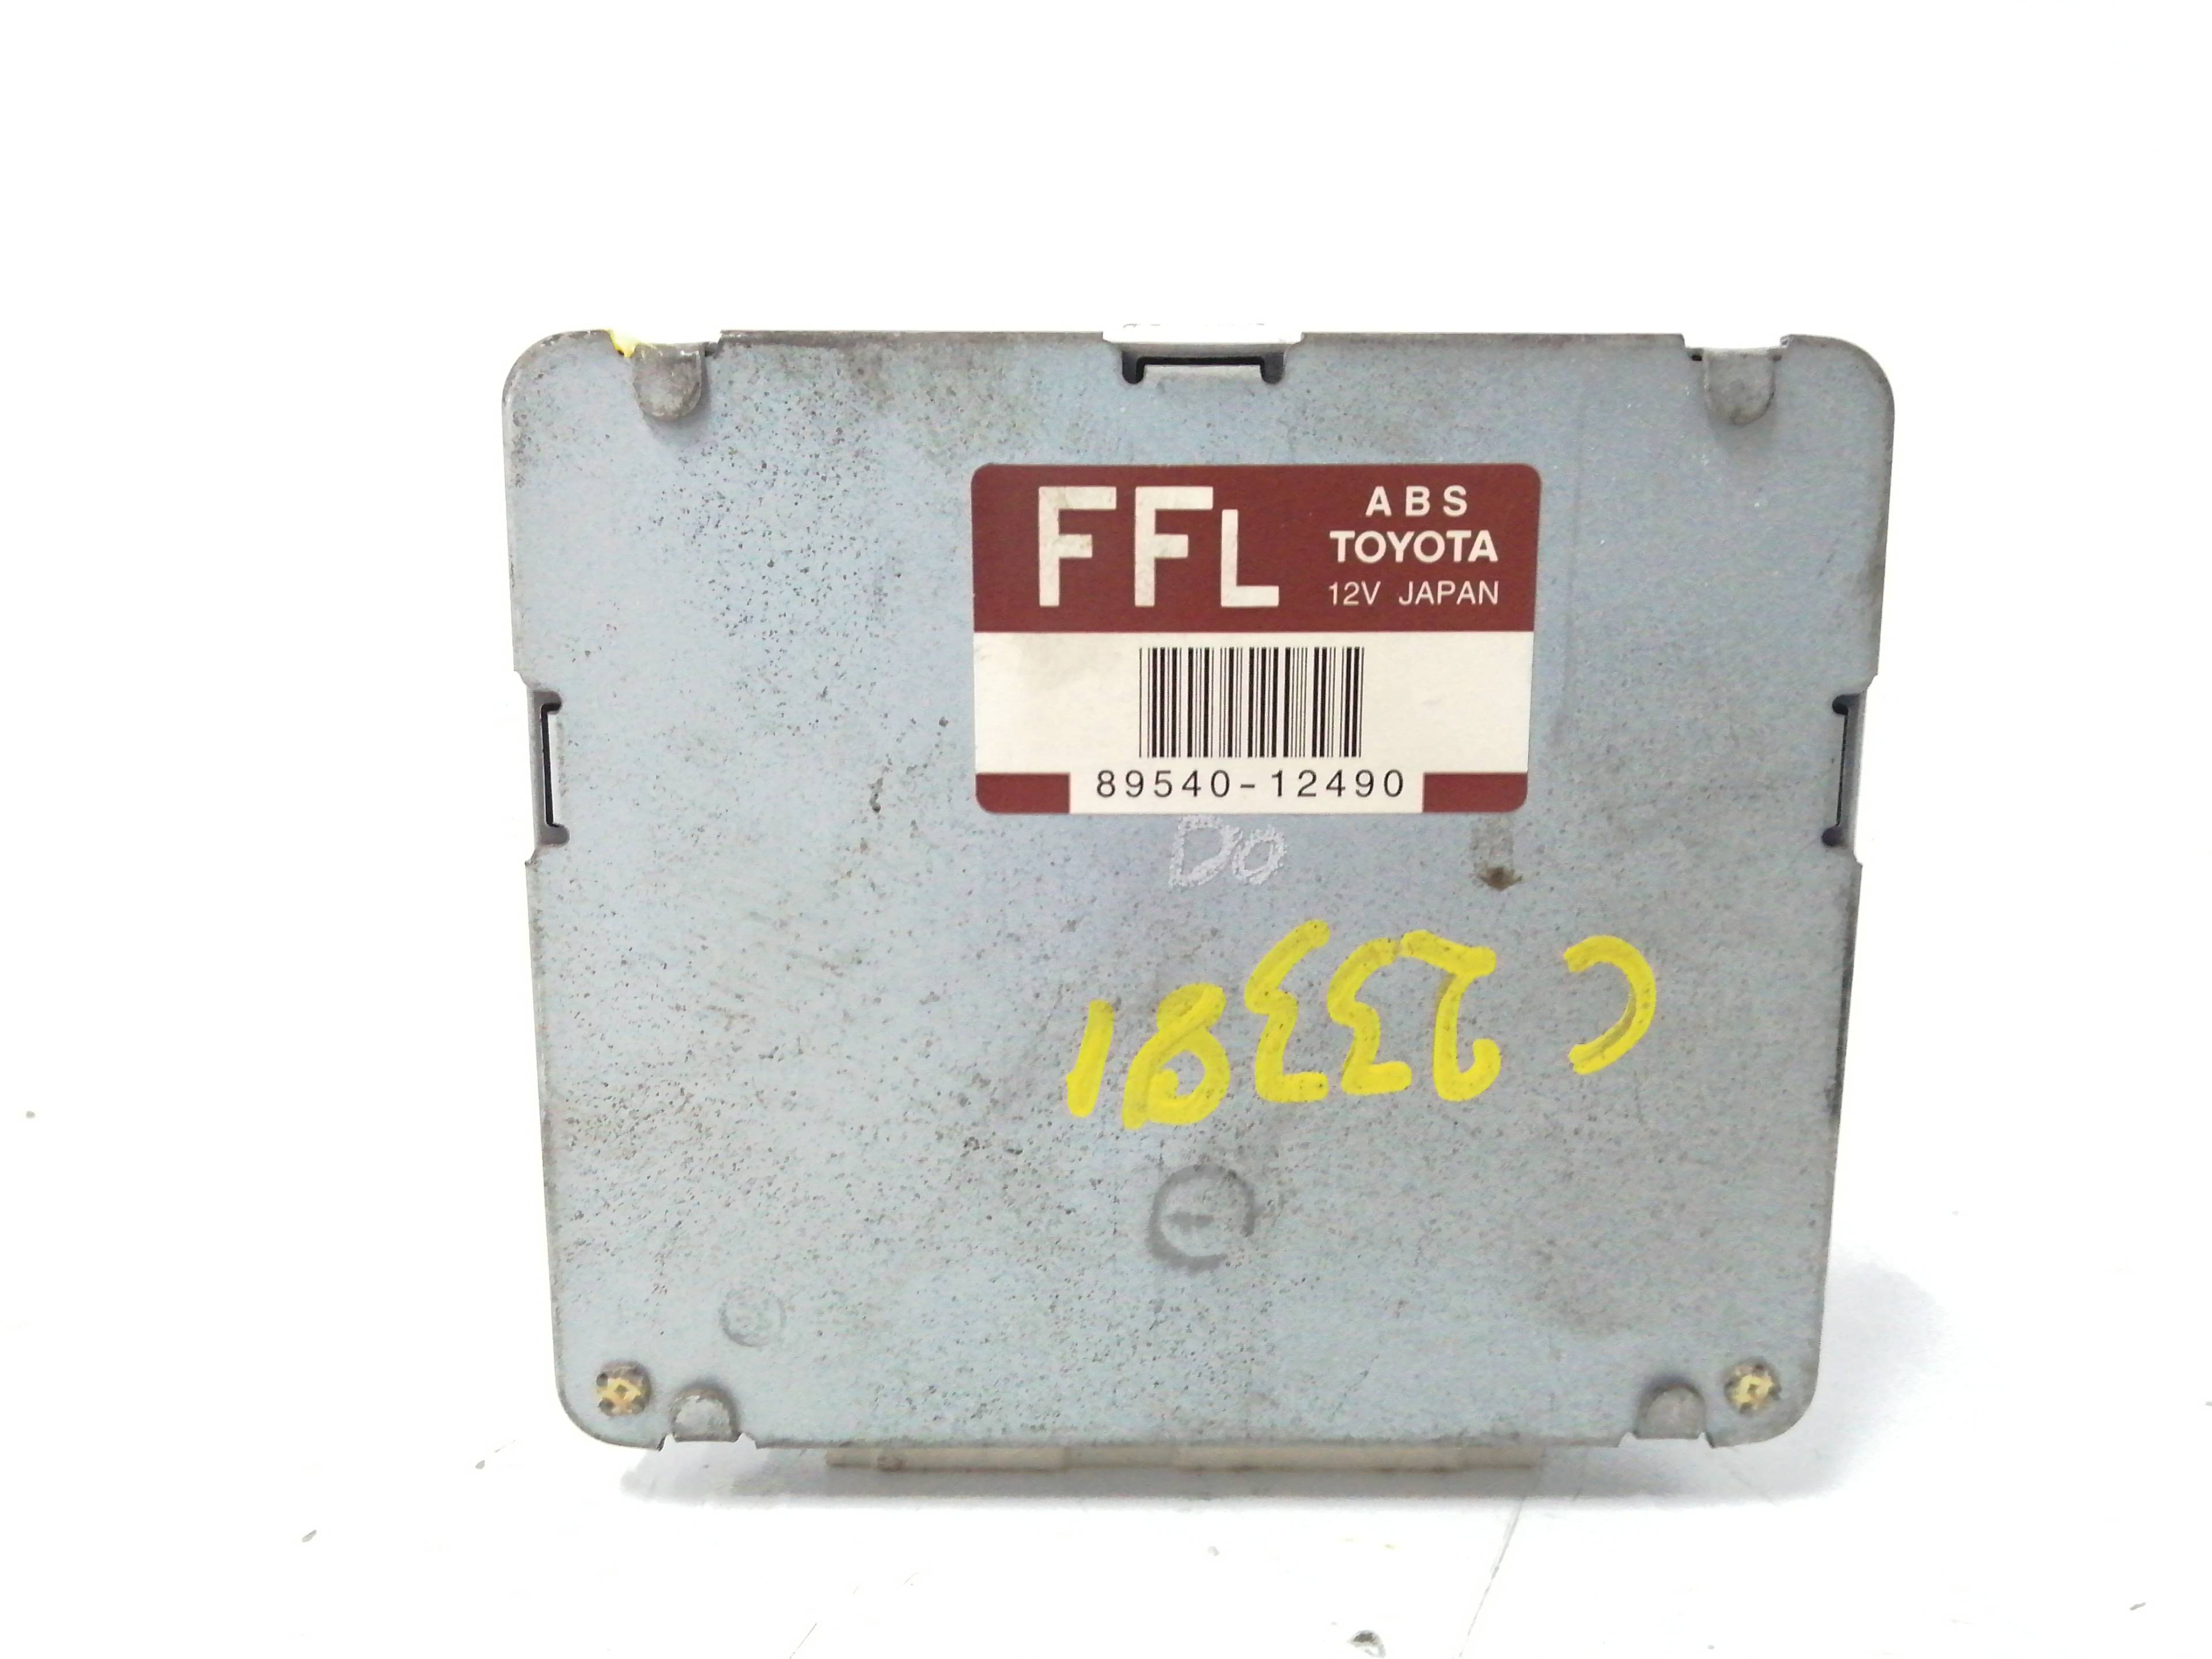 FFL
ABS
TOYOTA
12V JAPAN
89540-12490
DO
C 23381